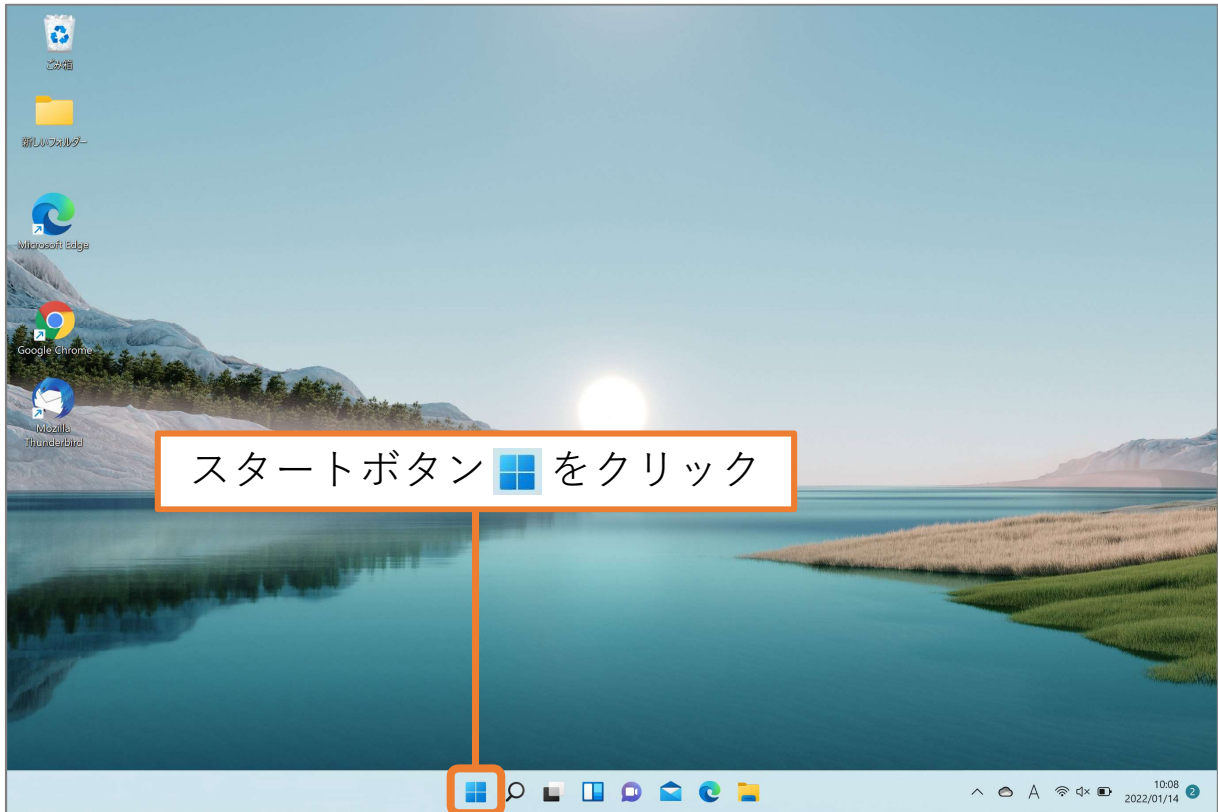 ごみ箱
新しいフォルダー
Microsoft Edge
Google Chrome
Mozilla
Thunderbird
スタートボタン をクリック
A
10:08
2022/01/14
2